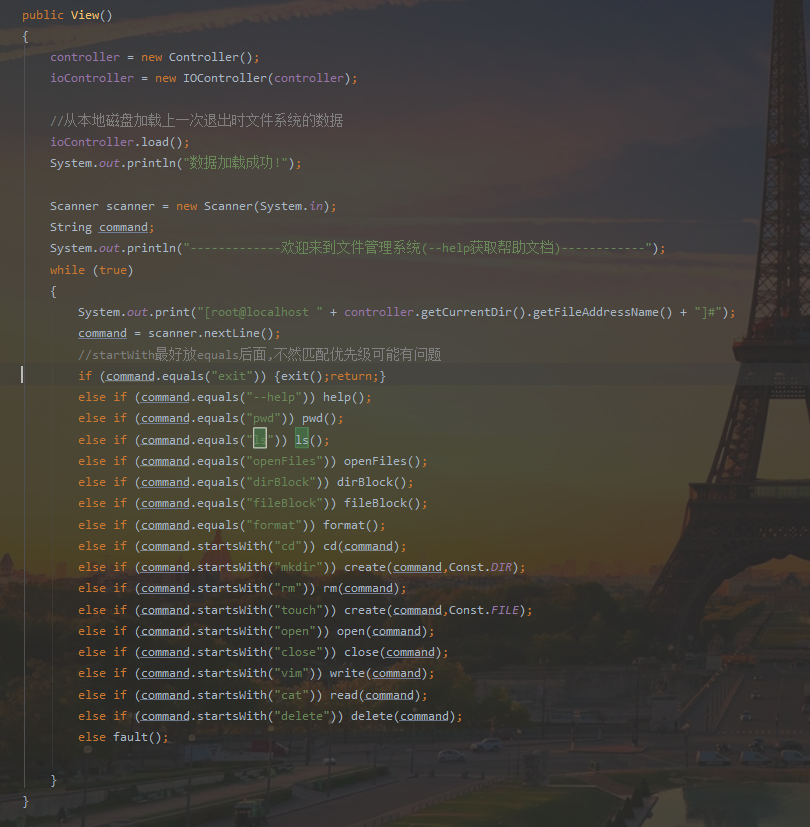 public View()
{
controller = new Controller();
ioController = new IOController(controller);
//从本地磁盘加载上一次退出时文件系统的数据
ioController.load();
System.out.println("数据加载成功!");
Scanner scanner = new Scanner(System.in);
String command;
System.out.println("-------------欢迎来到文件管理系统(--help获取帮助文档)------------");
while (true)
{
System.out.print("[root@localhost " + controller.getCurrentDir().getFileAddressName() + "]#");
command = scanner.nextLine();
//startWith最好放equals后面,不然匹配优先级可能有问题
if (command.equals("exit")) {exit();return;}
else if (command.equals("--help")) help();
else if (command.equals("pwd")) pwd();
else if (command.equals("ls")) ls();
else if (command.equals("openFiles")) openFiles();
else if (command.equals("dirBlock")) dirBlock();
else if (command.equals("fileBlock")) fileBlock();
else if (command.equals("format")) format();
else if (command.startsWith("cd")) cd(command);
else if (command.startsWith("mkdir")) create(command,Const.DIR);
else if (command.startsWith("rm")) rm(command);
else if (command.startsWith("touch")) create(command,Const.FILE);
else if (command.startsWith("open")) open(command);
else if (command.startsWith("close")) close(command);
else if (command.startsWith("vim")) write(command);
else if (command.startsWith("cat")) read(command);
else if (command.startsWith("delete")) delete(command);
else fault();
}
}